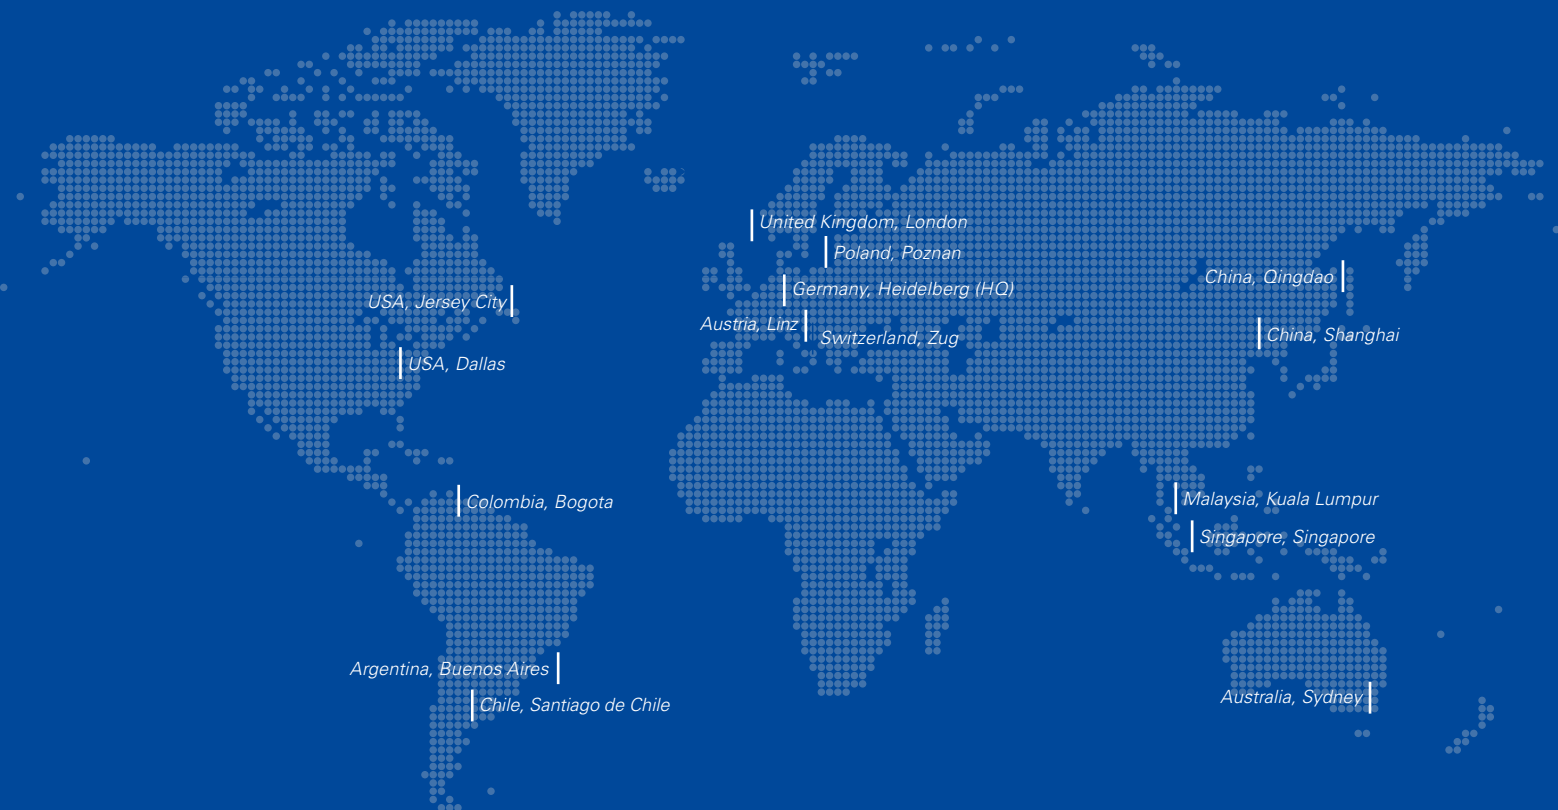 United Kingdom, London
Poland, Poznan
China, Qingdao
Germany, Heidelberg (HQ)
USA, Jersey City
Austria, Linz
Switzerland, Zug
China, Shanghai
USA, Dallas
Malaysia, Kuala Lumpur
Colombia, Bogota
Singapore, Singapore
Argentina, Buenos Aires
Australia, Sydney
Chile, Santiago de Chile